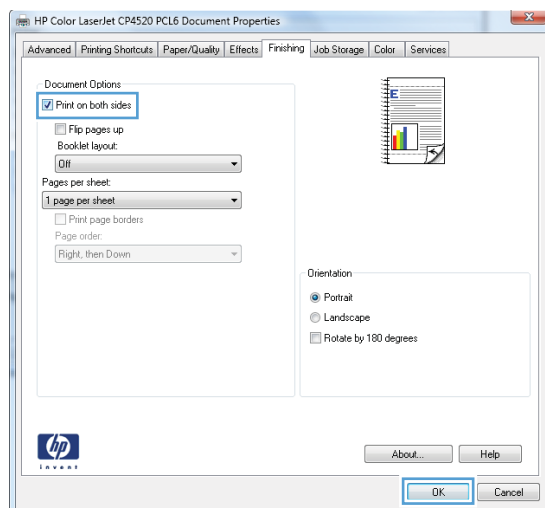 HP Color LaserJet CP4520 PCL6 Document Properties
Advanced Printing Shortcuts Paper/Quality Effects Finishing Job Storage Color Services
Document Options
Print on both sides
Flip pages up
Booklet layout:
Off
Pages per sheet:
1 page per sheet
Print page borders
Page order:
Right, then Down
E
Orientation
Portrait
Landscape
Rotate by 180 degrees
hp
invent
About... Help
OK Cancel